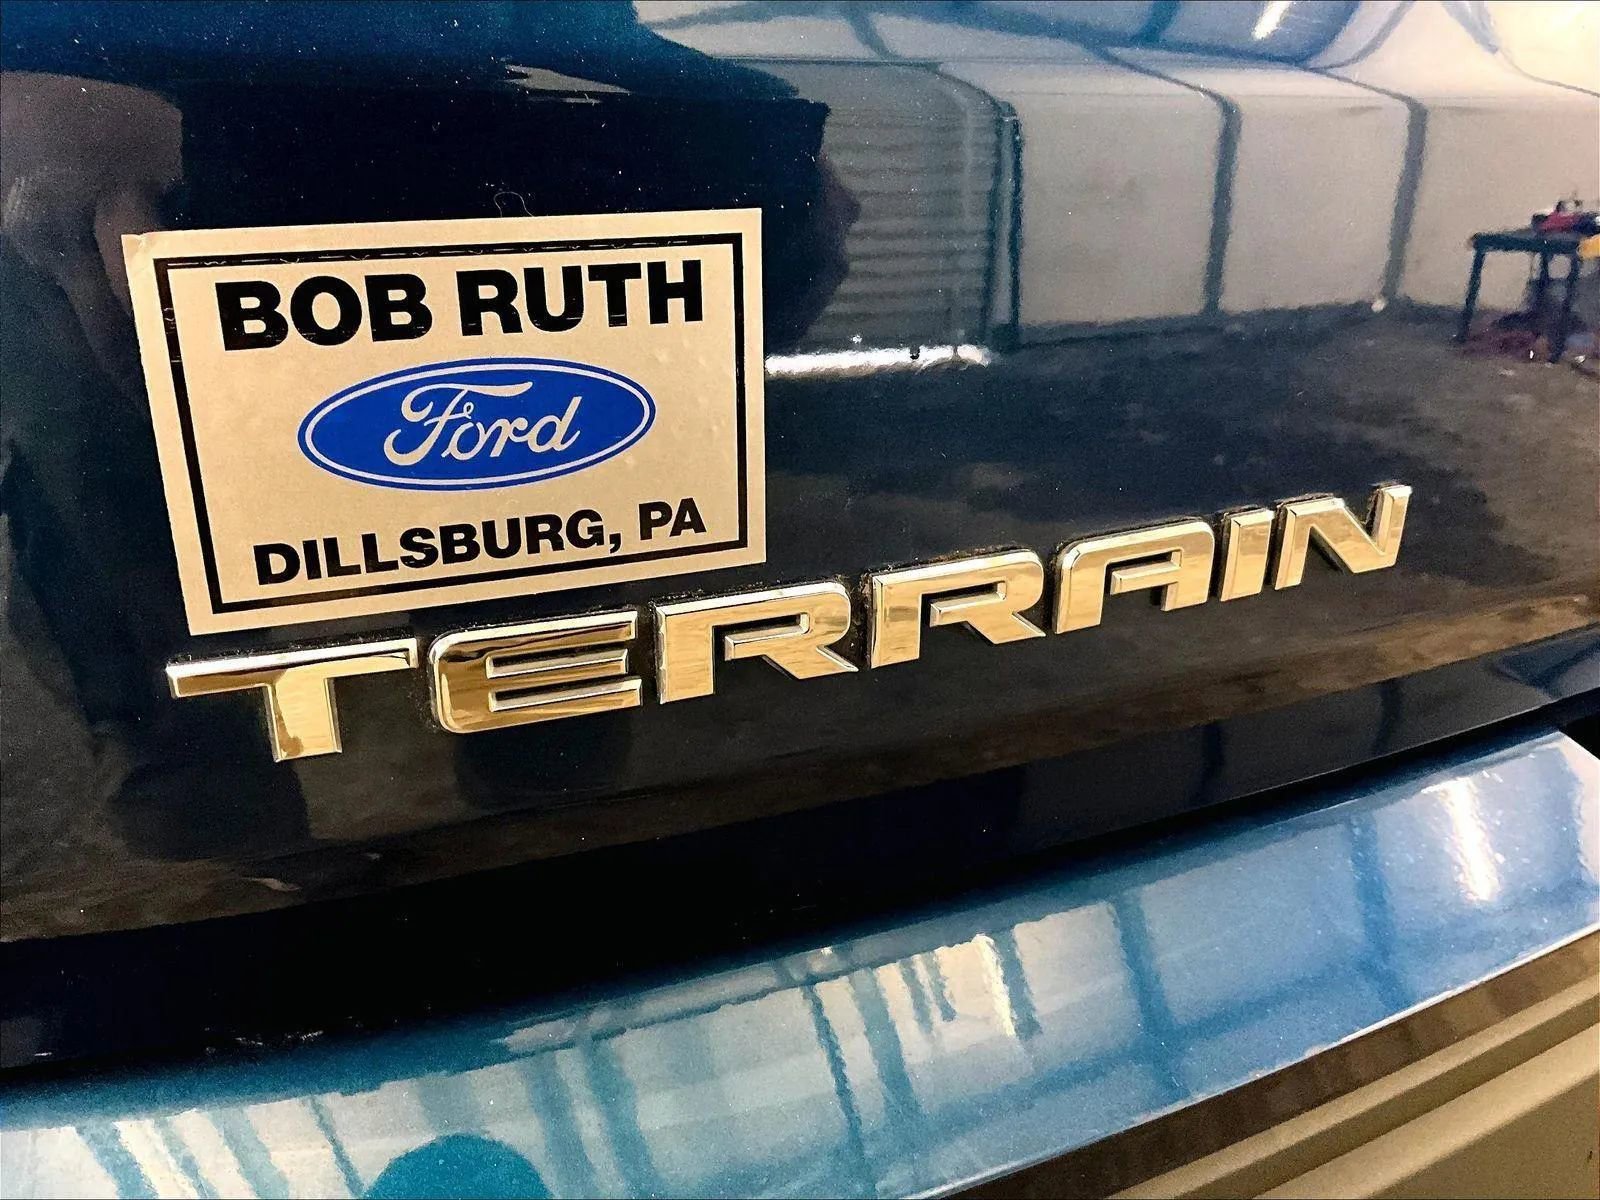 BOB RUTH
Ford
DILLSBURG, PA
TERRAIN